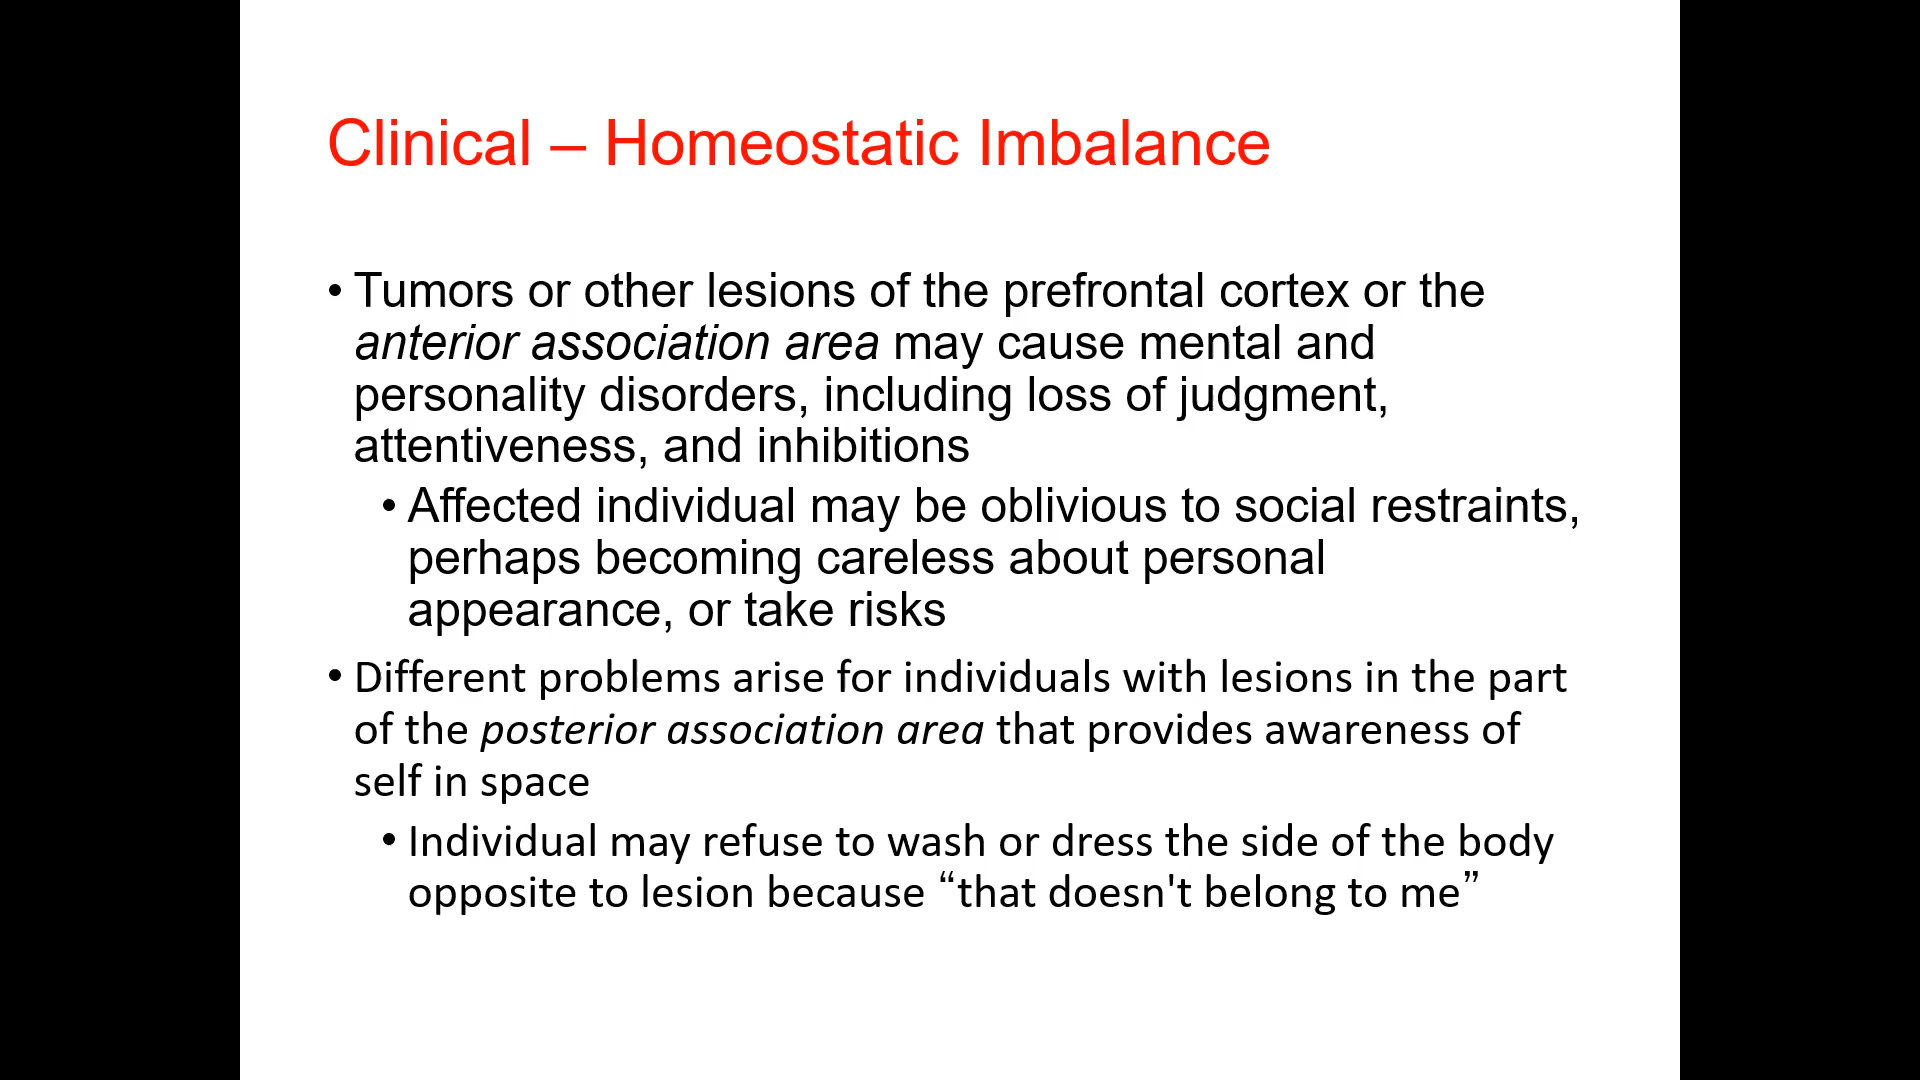 Clinical – Homeostatic Imbalance
• Tumors or other lesions of the prefrontal cortex or the
anterior association area may cause mental and
personality disorders, including loss of judgment,
attentiveness, and inhibitions
• Affected individual may be oblivious to social restraints,
perhaps becoming careless about personal
appearance, or take risks
• Different problems arise for individuals with lesions in the part
of the posterior association area that provides awareness of
self in space
• Individual may refuse to wash or dress the side of the body
opposite to lesion because “that doesn't belong to me”